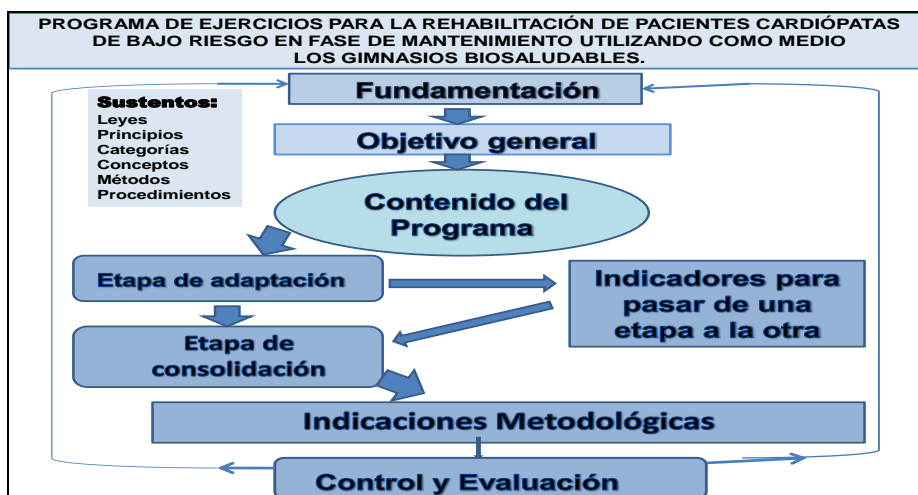 PROGRAMA DE EJERCICIOS PARA LA REHABILITACIÓN DE PACIENTES CARDIÓPATAS
DE BAJO RIESGO EN FASE DE MANTENIMIENTO UTILIZANDO COMO MEDIO
LOS GIMNASIOS BIOSALUDABLES.
Fundamentación
Sustentos:
Leyes
Principios
Categorías
Conceptos
Métodos
Procedimientos
Objetivo general
Contenido del
Programa
Etapa de adaptación
Indicadores para
pasar de una
etapa a la otra
Etapa de
consolidación
Indicaciones Metodológicas
Control y Evaluación